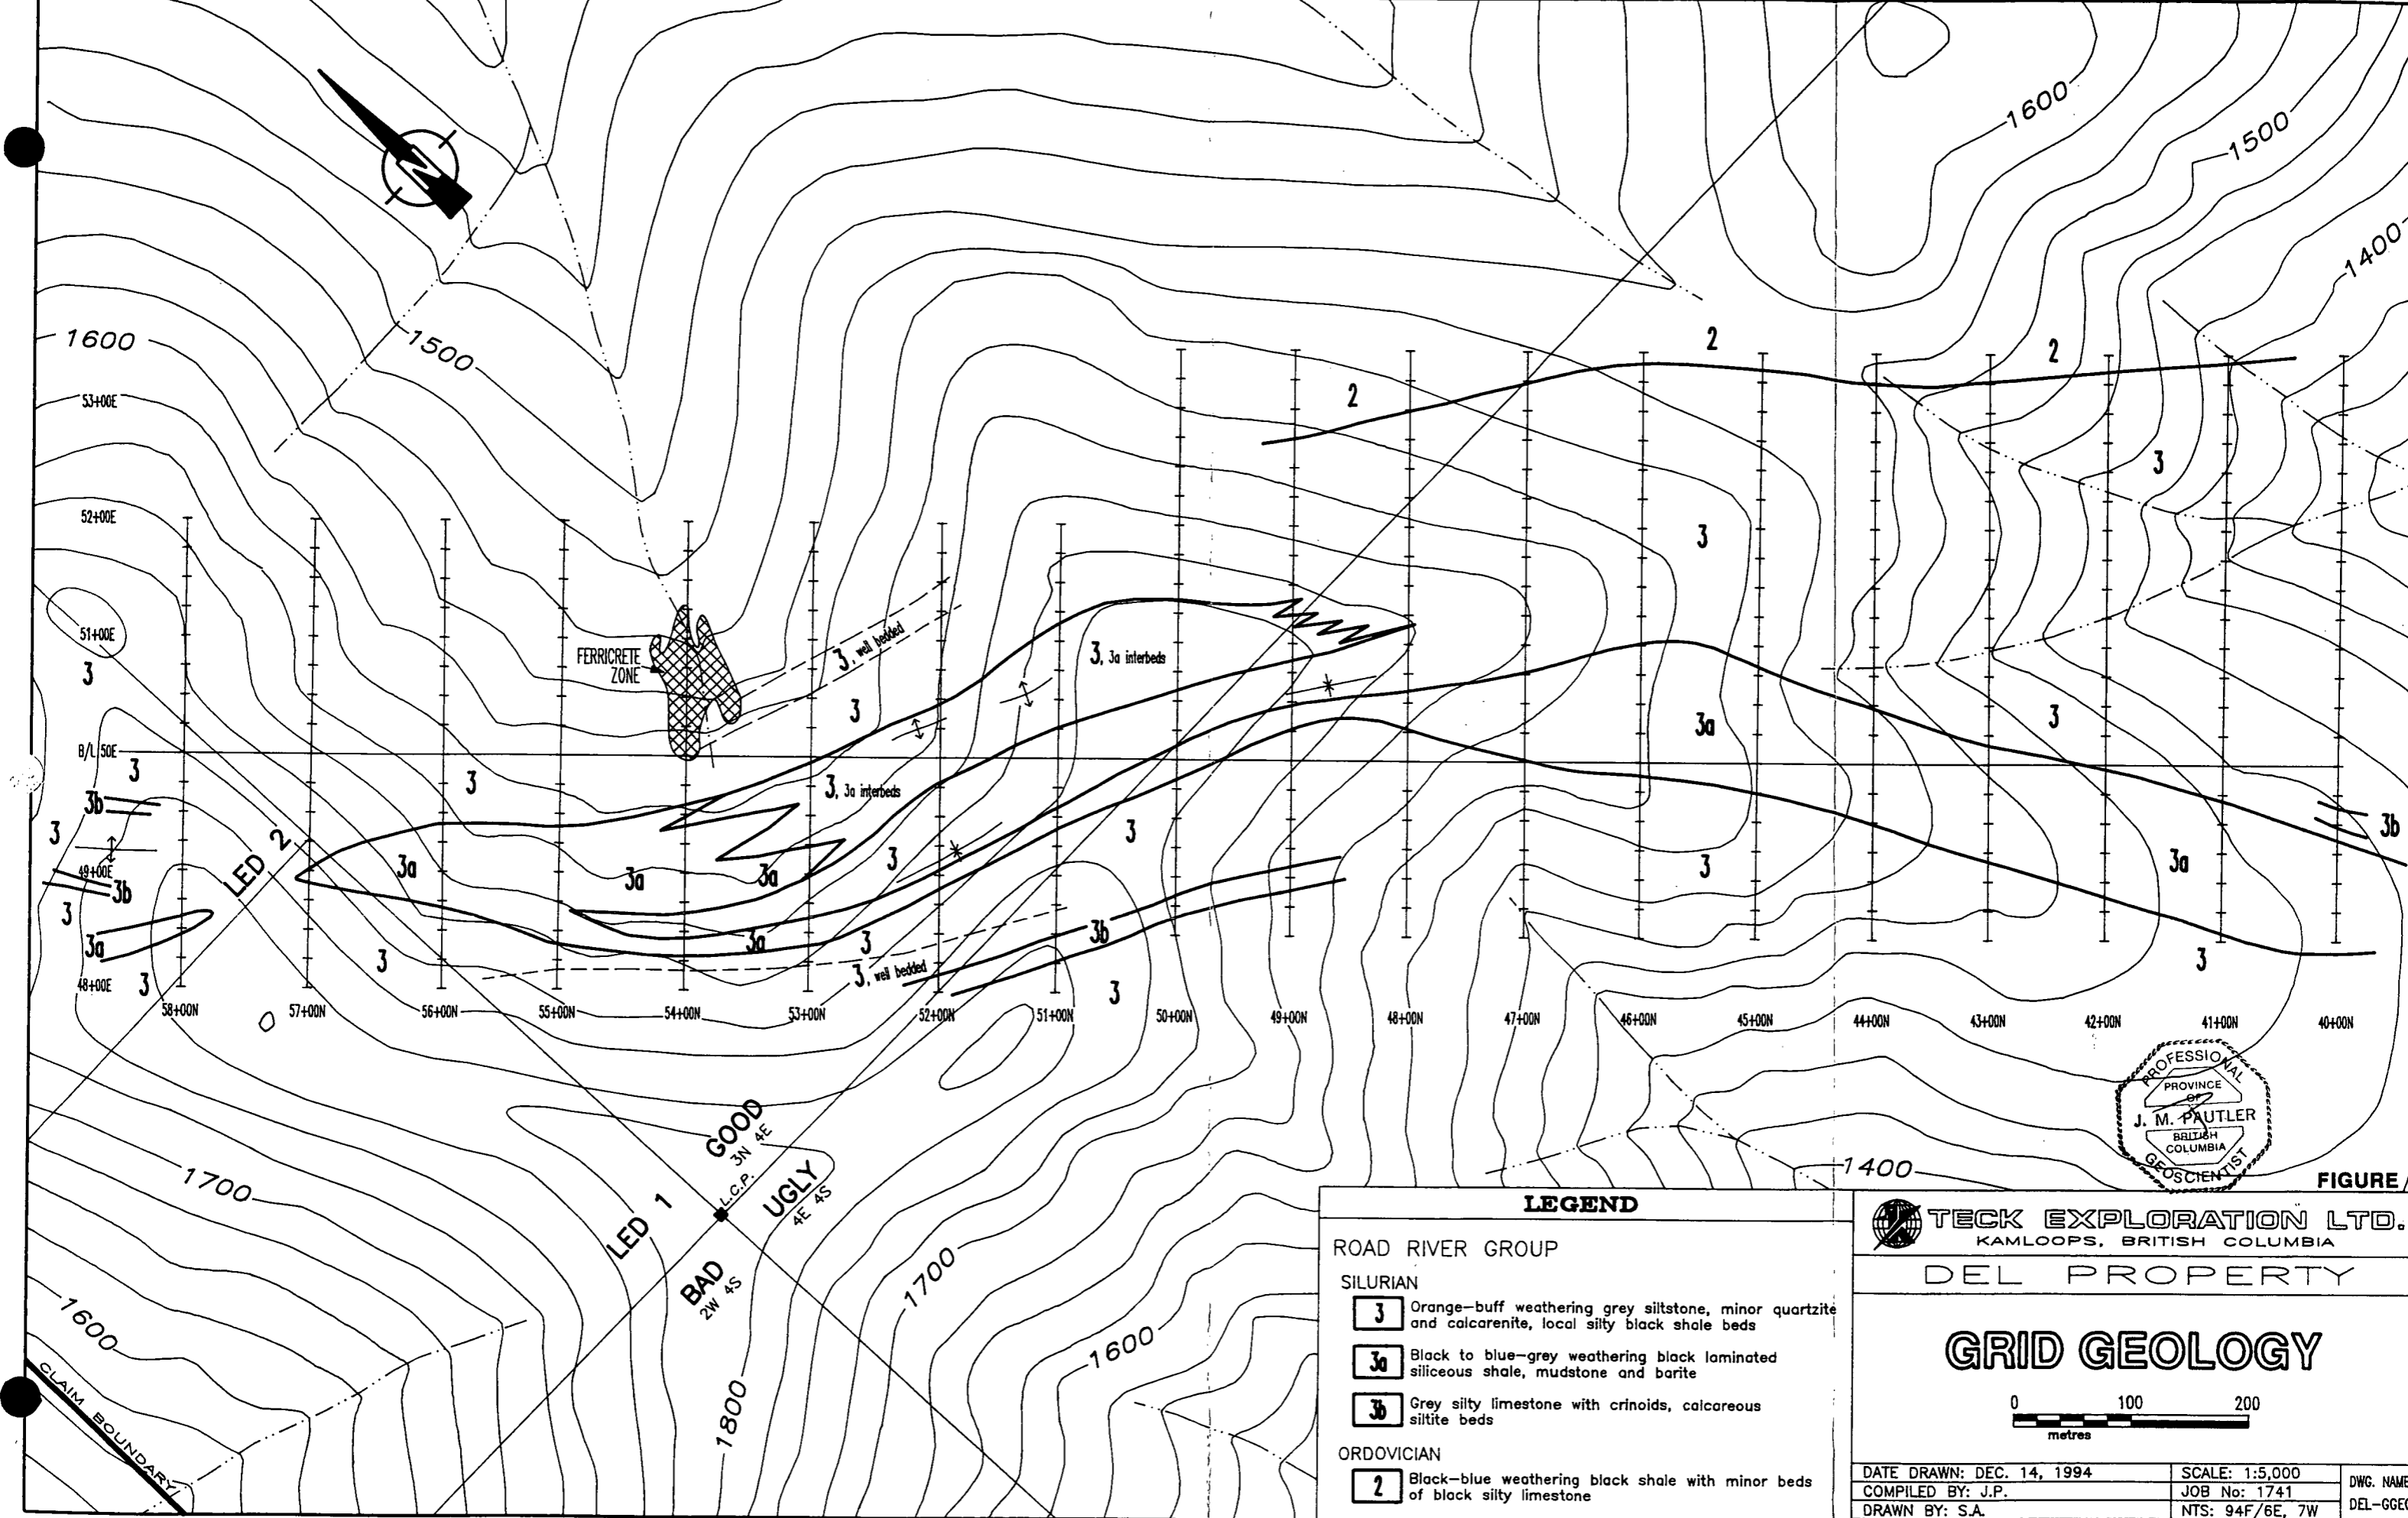 1600
1500
1400
1600
1500
N
2
2
2
53+00E
52+00E
51+00E
B/L 50E
49+00E
48+00E
3
3
3
FERRICRETE
ZONE
3, well bedded
3, 3a interbeds
3
3
3a
3
3
3
3, 3a interbeds
3b
3b
3
LED 2
3a
3a
3a
3
3
3
3a
3b
3
3a
3
3a
3
3
3b
3
3, well bedded
3
3
58+00N
57+00N
56+00N
55+00N
54+00N
53+00N
52+00N
51+00N
50+00N
49+00N
48+00N
47+00N
46+00N
45+00N
44+00N
43+00N
42+00N
41+00N
40+00N
PROFESSIONAL
PROVINCE
OF
J. M. PAUTLER
BRITISH
COLUMBIA
GEOSCIENTIST
1700
GOOD
3N 4E
L.C.P.
UGLY
4E 4S
LED 1
BAD
2W 4S
1700
1600
1800
1600
1400
CLAIM BOUNDARY
FIGURE
LEGEND
ROAD RIVER GROUP
SILURIAN
3 Orange-buff weathering grey siltstone, minor quartzite
and calcarenite, local silty black shale beds
3a Black to blue-grey weathering black laminated
siliceous shale, mudstone and barite
3b Grey silty limestone with crinoids, calcareous
siltite beds
ORDOVICIAN
2 Black-blue weathering black shale with minor beds
of black silty limestone
TECK EXPLORATION LTD.
KAMLOOPS, BRITISH COLUMBIA
DEL PROPERTY
GRID GEOLOGY
0 100 200
metres
DATE DRAWN: DEC. 14, 1994
SCALE: 1:5,000
DWG. NAME
COMPILED BY: J.P.
JOB No: 1741
DRAWN BY: S.A.
NTS: 94F/6E, 7W